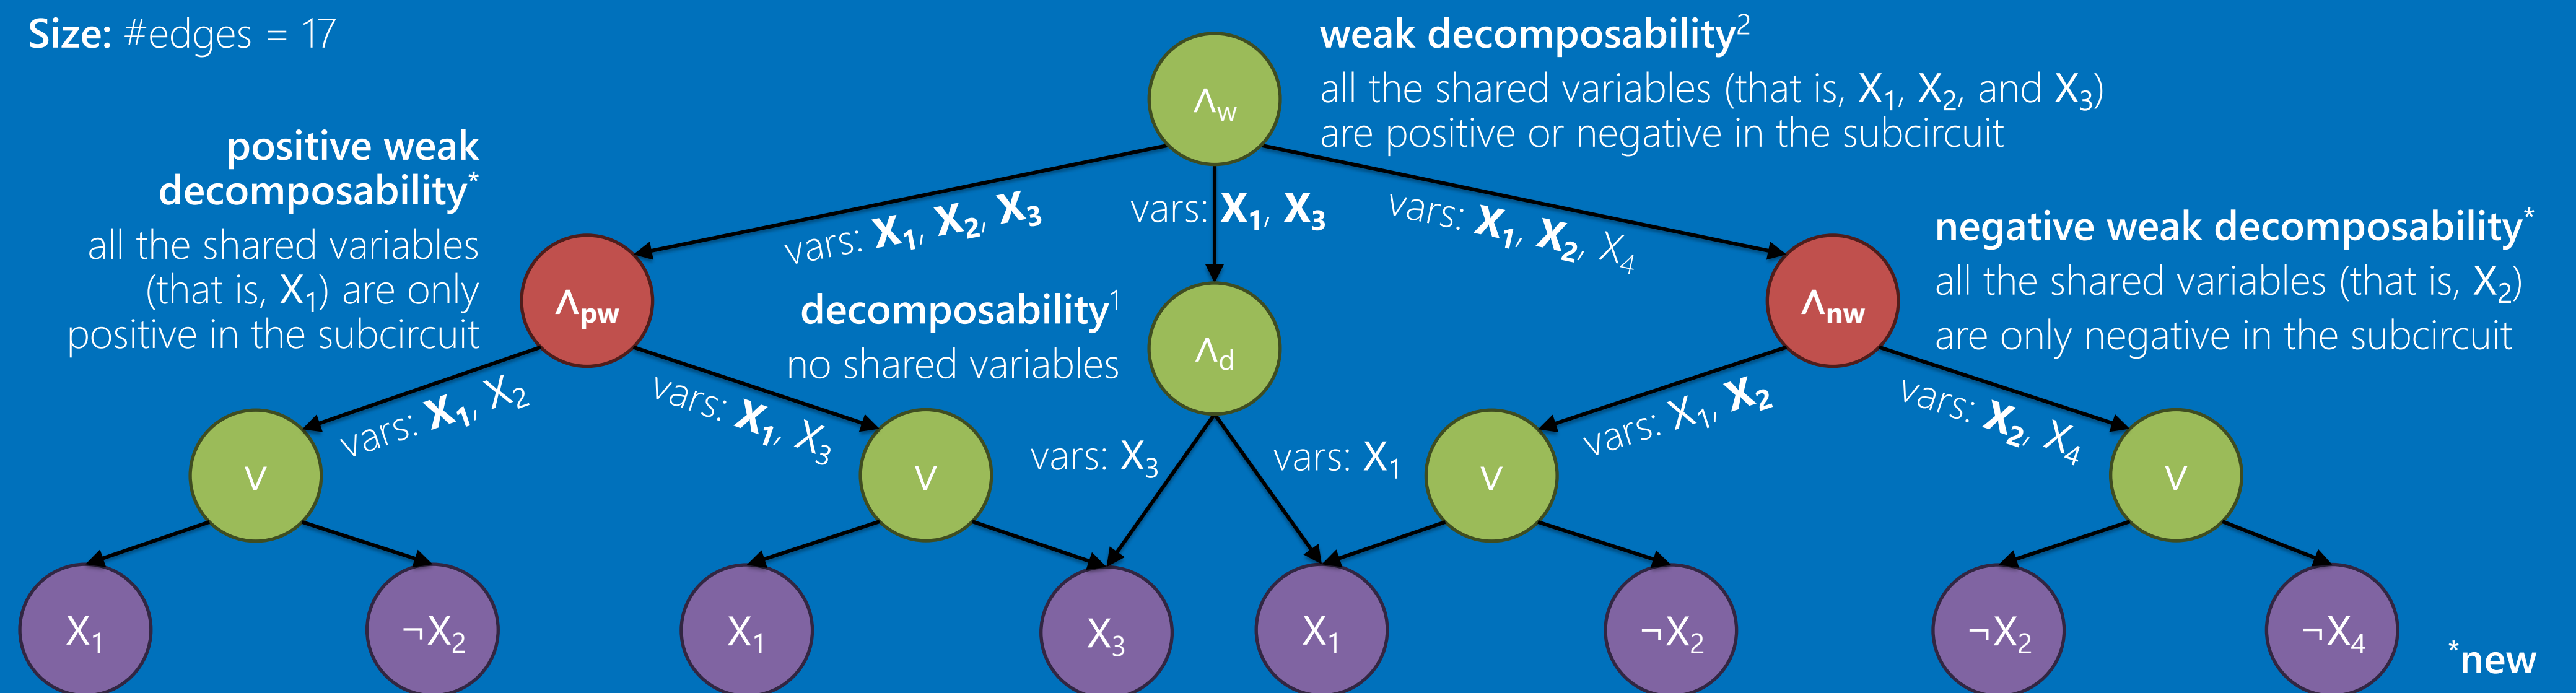 Size: #edges = 17
weak decomposability²
all the shared variables (that is, X₁, X₂, and X₃)
are positive or negative in the subcircuit
∧w
positive weak
decomposability*
all the shared variables
(that is, X₁) are only
positive in the subcircuit
vars: X₁, X₂, X₃
vars: X₁, X₃
vars: X₁, X₂, X₄
negative weak decomposability*
all the shared variables (that is, X₂)
are only negative in the subcircuit
∧pw
decomposability¹
no shared variables
∧d
∧nw
vars: X₁, X₂
vars: X₁, X₃
vars: X₃
vars: X₁
vars: X₁, X₂
vars: X₂, X₄
∨
∨
∨
∨
X₁
¬X₂
X₁
X₃
X₁
¬X₂
¬X₂
¬X₄
*new